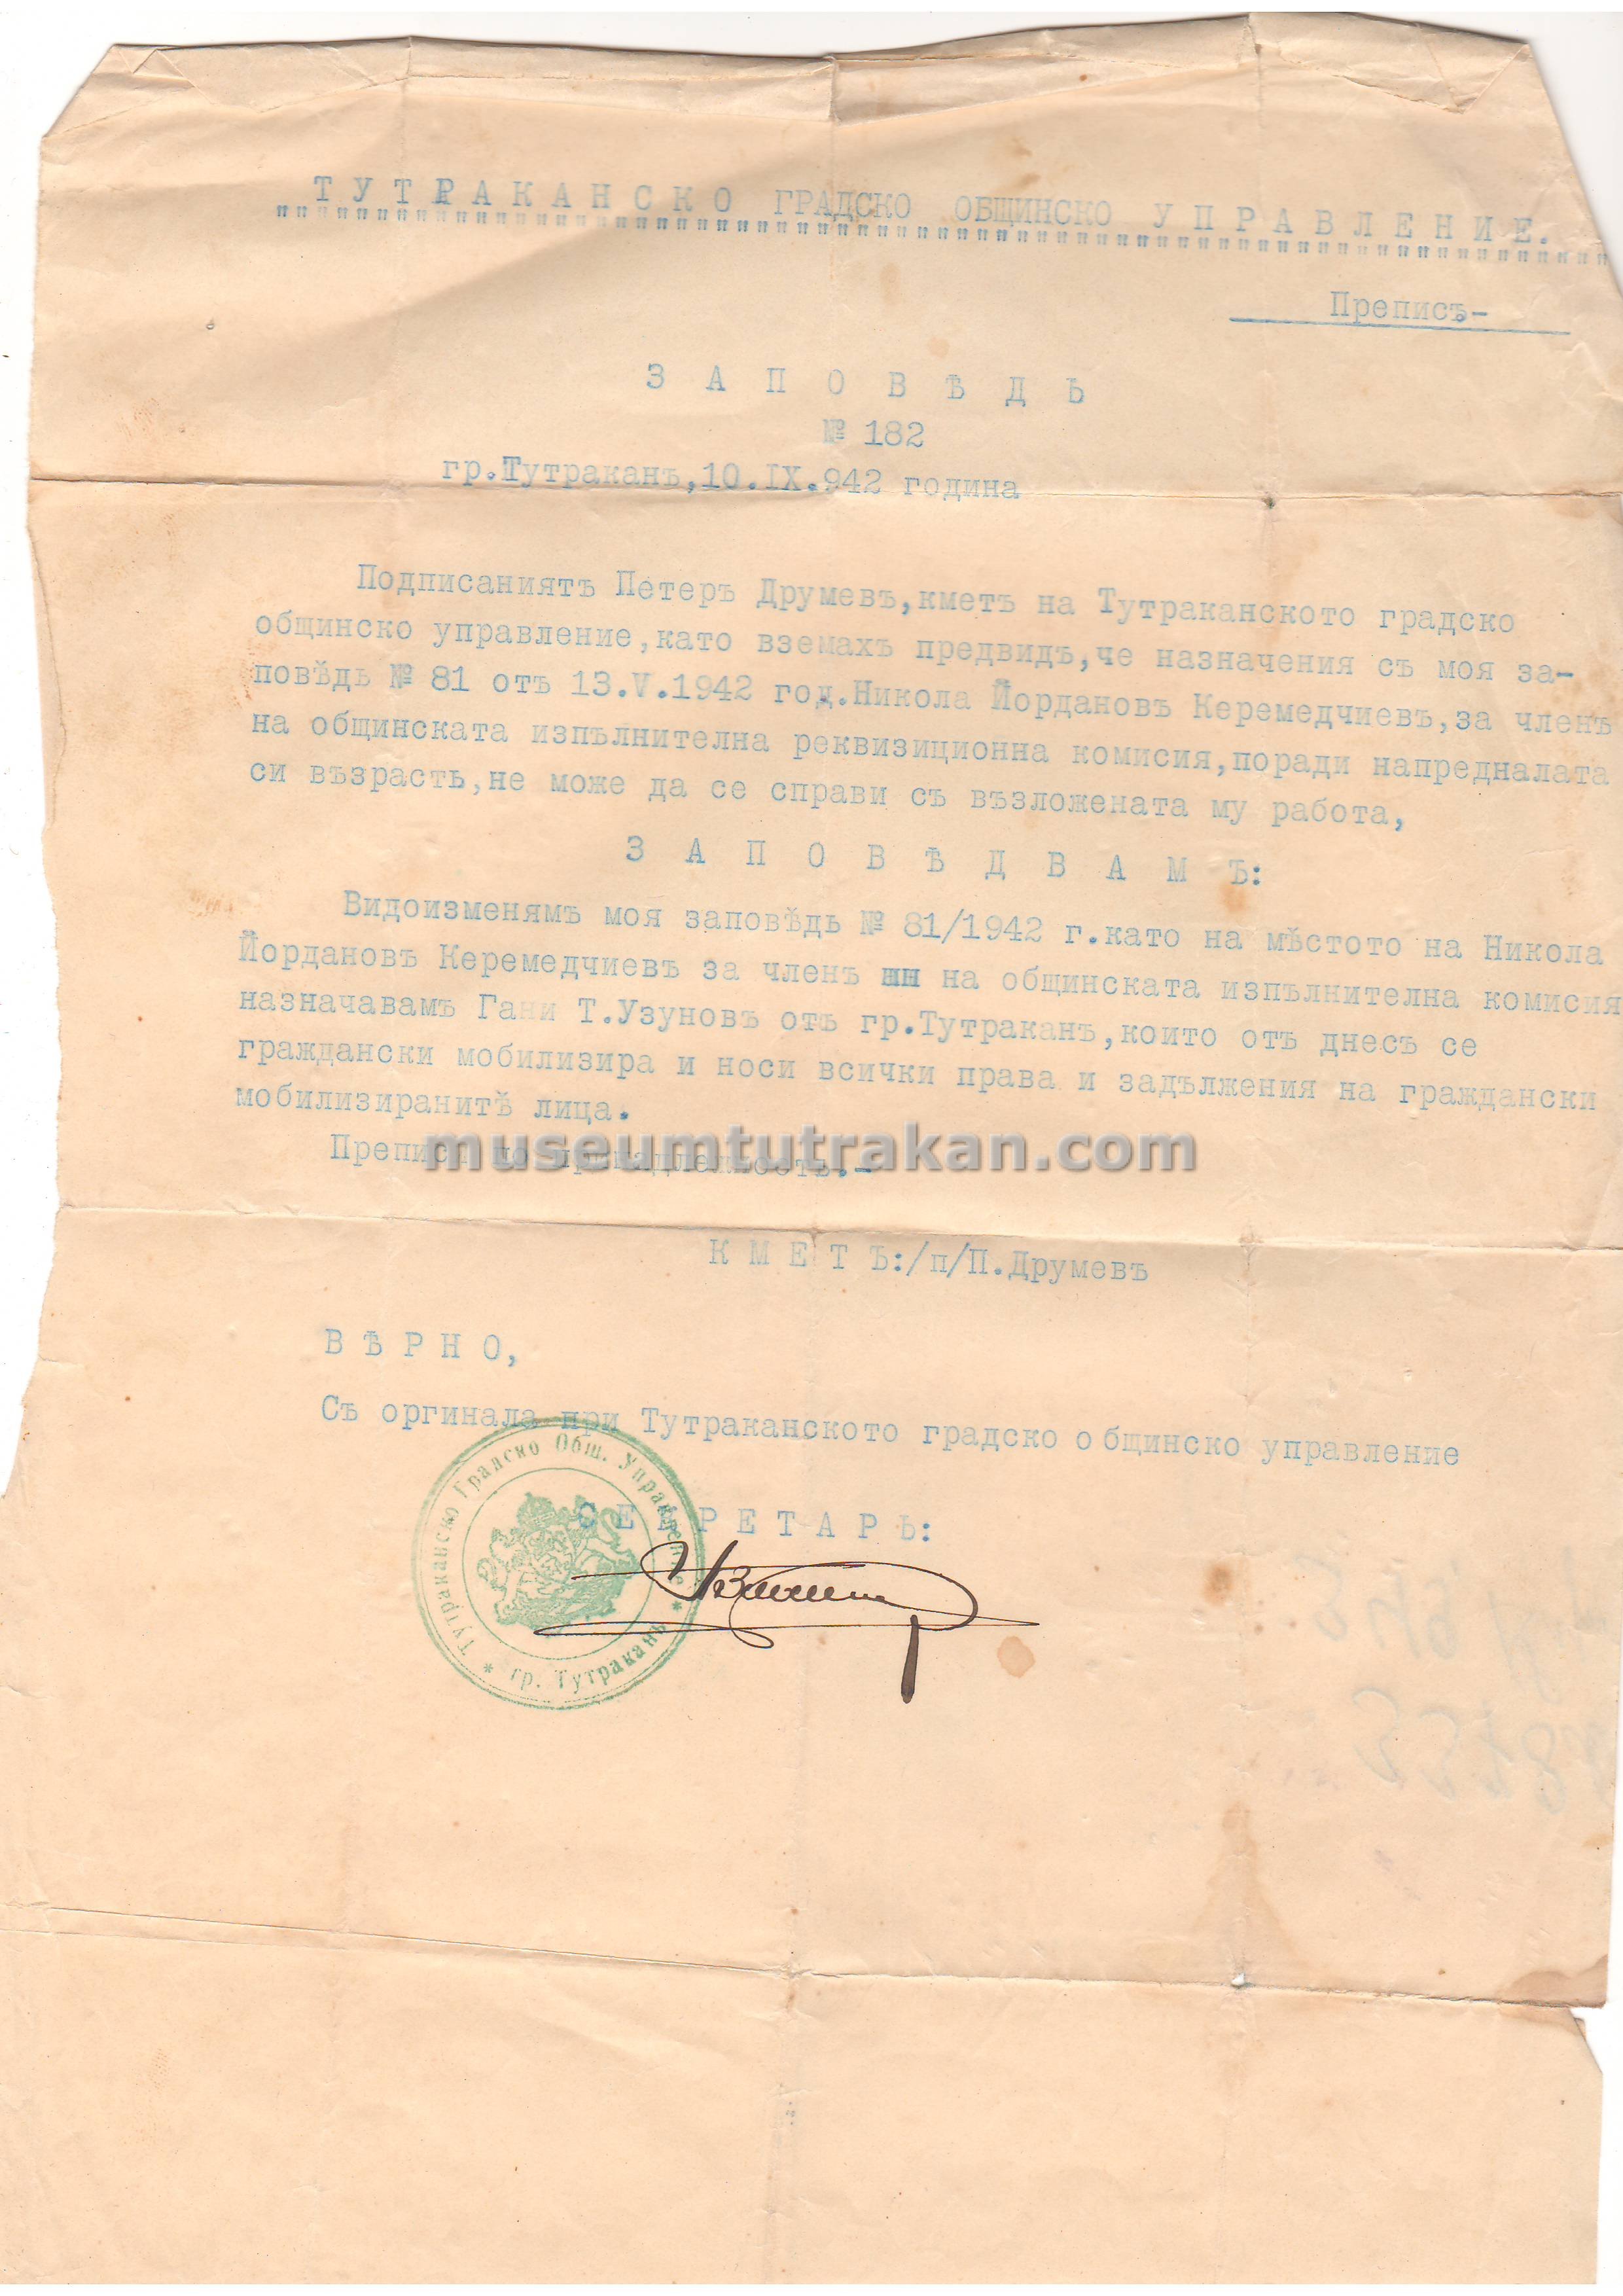 ТУТРАКАНСКО ГРАДСКО ОБЩИНСКО УПРАВЛЕНИЕ.
Преписъ-
ЗАПОВѢДЬ
№ 182
гр.Тутраканъ,10.IX.942 година
Подписаниятъ Петеръ Друмевъ,кметъ на Тутраканското градско
общинско управление,като вземахъ предвидъ,че назначения съ моя за-
повѣдь № 81 отъ 13.V.1942 год.Никола Йордановъ Керемедчиевъ,за членъ
на общинската изпълнителна реквизиционна комисия,поради напредналата
си възрасть,не може да се справи съ възложената му работа,
ЗАПОВѢДВАМЪ:
Видоизменямъ моя заповѣдь № 81/1942 г.като на мѣстото на Никола
Йордановъ Керемедчиевъ за членъ на общинската изпълнителна комисия
назначавамъ Гани Т.Узуновъ отъ гр.Тутраканъ,които отъ днесъ се
граждански мобилизира и носи всички права и задължения на граждански
мобилизиранитѣ лица.
museumtutrakan.com
КМЕТЪ:/п/П.Друмевъ
ВѢРНО,
Съ оргинала при Тутраканското градско общинско управление
СЕКРЕТАРЬ:
Тутраканско Градско Общ. Управление * гр. Тутраканъ *